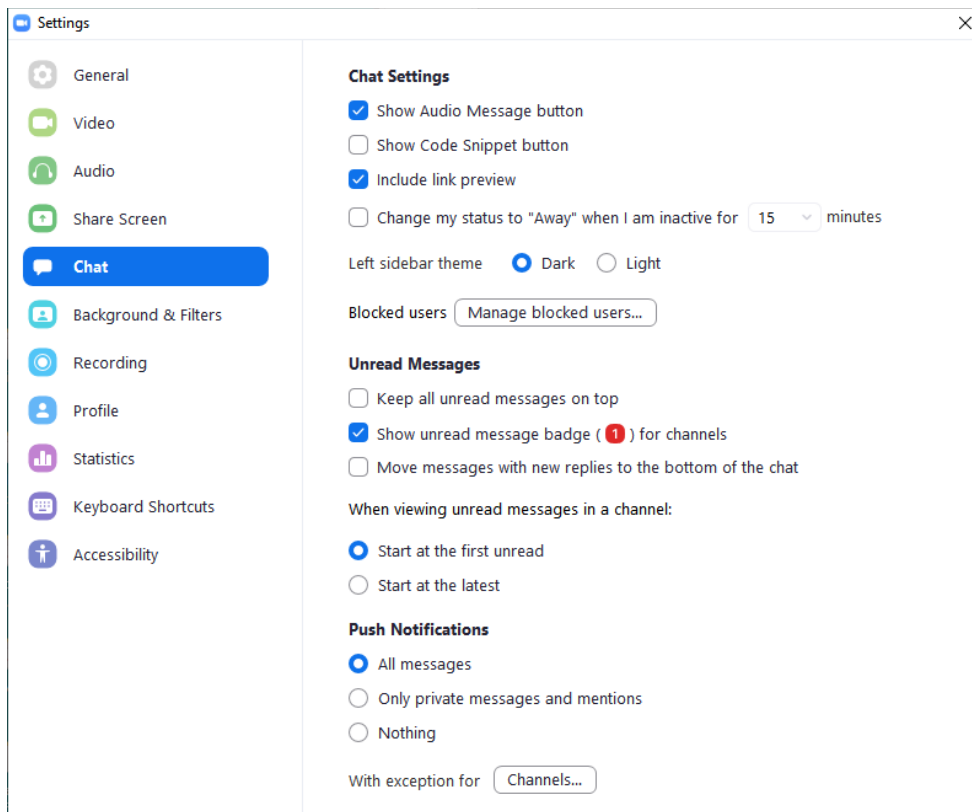 Settings
General
Video
Audio
Share Screen
Chat
Background & Filters
Recording
Profile
Statistics
Keyboard Shortcuts
Accessibility
Chat Settings
Show Audio Message button
Show Code Snippet button
Include link preview
Change my status to "Away" when I am inactive for 15 minutes
Left sidebar theme Dark Light
Blocked users Manage blocked users...
Unread Messages
Keep all unread messages on top
Show unread message badge ( 1 ) for channels
Move messages with new replies to the bottom of the chat
When viewing unread messages in a channel:
Start at the first unread
Start at the latest
Push Notifications
All messages
Only private messages and mentions
Nothing
With exception for Channels...